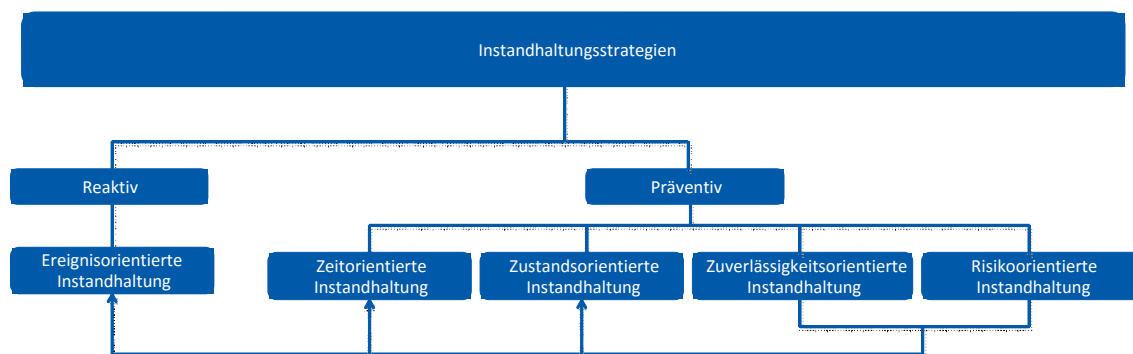 Instandhaltungsstrategien
Reaktiv
Präventiv
Ereignisorientierte
Instandhaltung
Zeitorientierte
Instandhaltung
Zustandsorientierte
Instandhaltung
Zuverlässigkeitsorientierte
Instandhaltung
Risikoorientierte
Instandhaltung